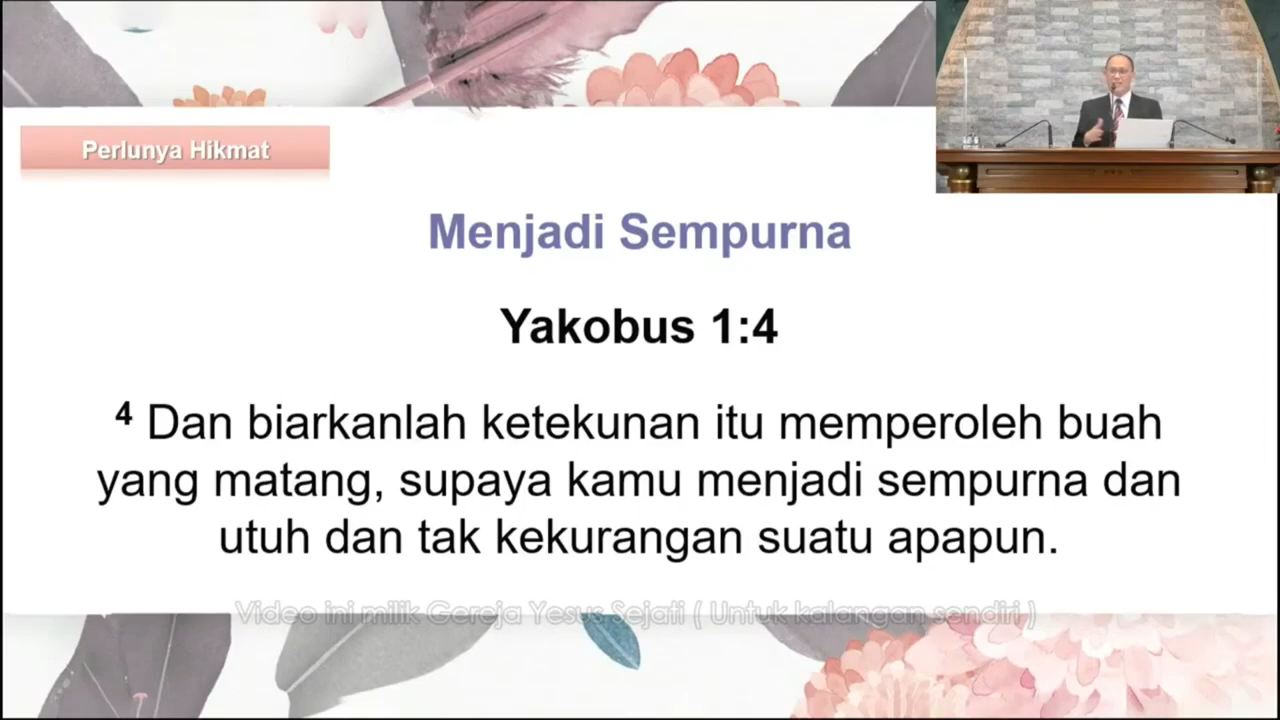 Perlunya Hikmat
Menjadi Sempurna
Yakobus 1:4
4 Dan biarkanlah ketekunan itu memperoleh buah
yang matang, supaya kamu menjadi sempurna dan
utuh dan tak kekurangan suatu apapun.
Video ini milik Gereja Yesus Sejati ( Untuk kalangan sendiri )